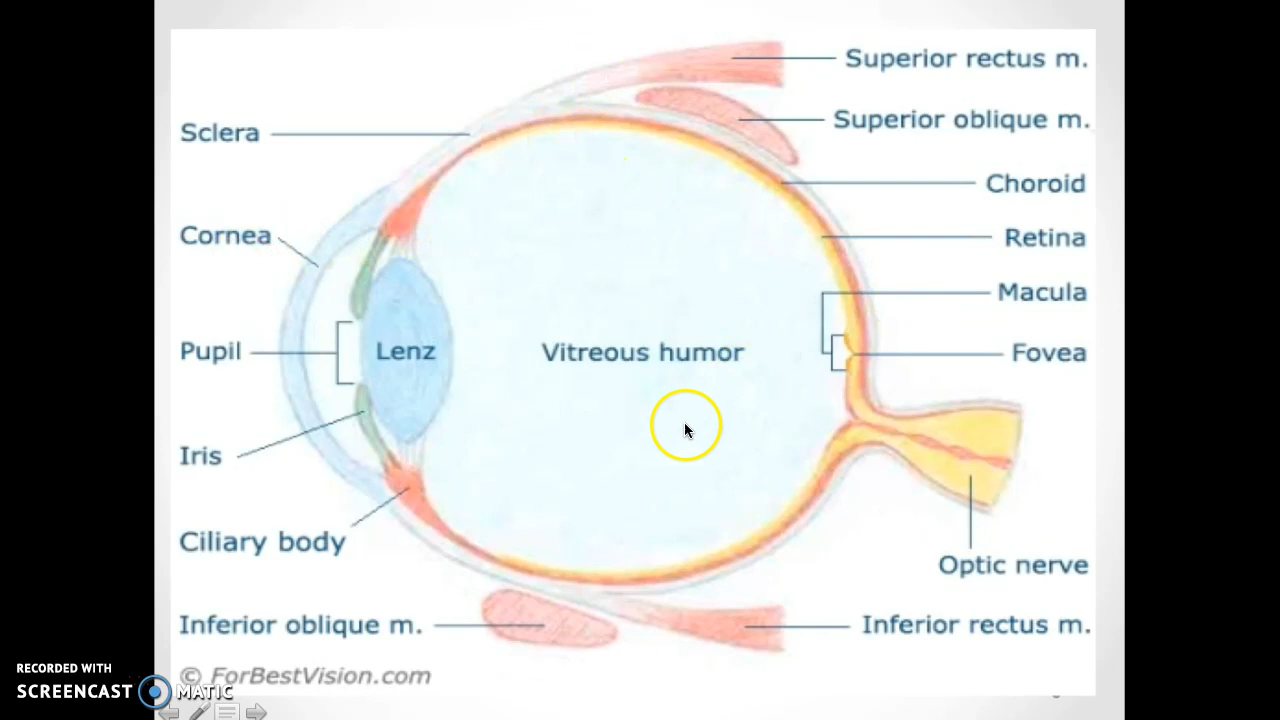 Superior rectus m.
Superior oblique m.
Sclera
Choroid
Cornea
Retina
Macula
Pupil
Lenz
Vitreous humor
Fovea
Iris
Ciliary body
Optic nerve
Inferior oblique m.
Inferior rectus m.
© ForBestVision.com
RECORDED WITH
SCREENCAST MATIC